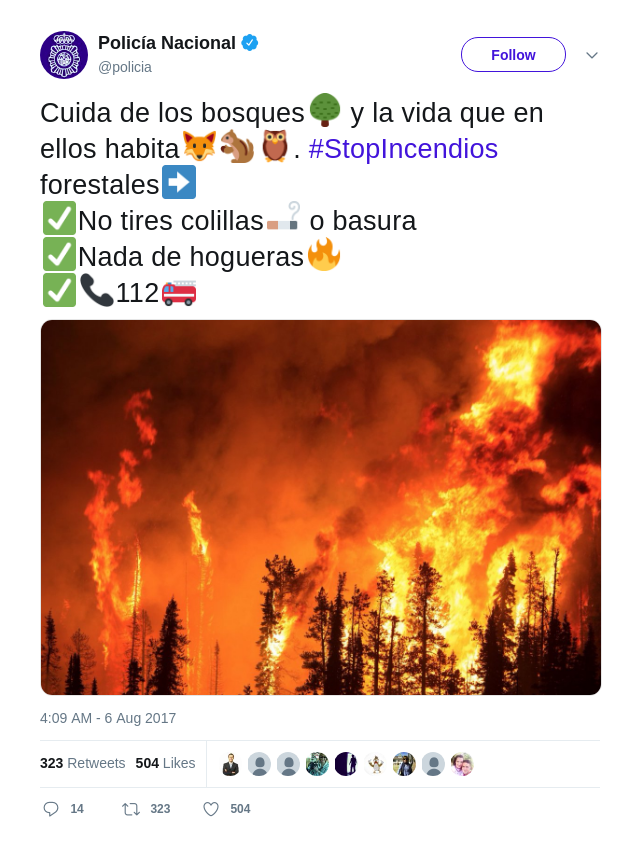 Policía Nacional
@policia
Follow
Cuida de los bosques🌳 y la vida que en
ellos habita🦊🐿🦉. #StopIncendios
forestales➡
✅No tires colillas🚬 o basura
✅Nada de hogueras🔥
✅📞112🚒
4:09 AM - 6 Aug 2017
323 Retweets 504 Likes
14 323 504